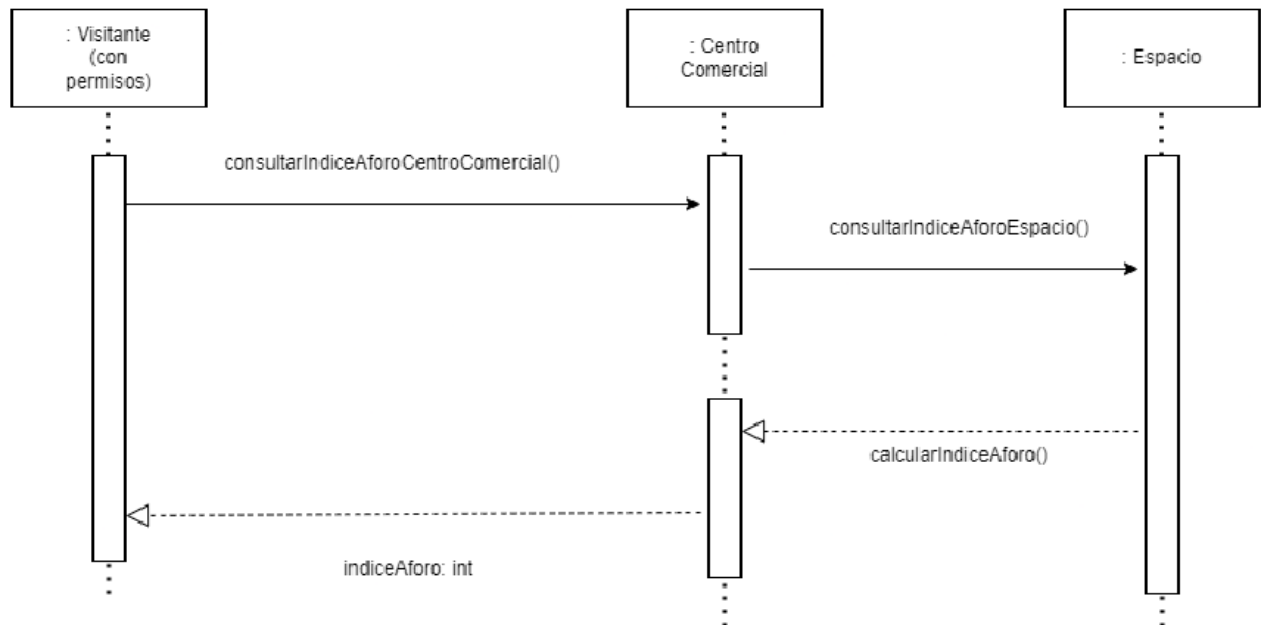 : Visitante
(con
permisos)
: Centro
Comercial
: Espacio
consultarIndiceAforoCentroComercial()
consultarIndiceAforoEspacio()
calcularIndiceAforo()
indiceAforo: int